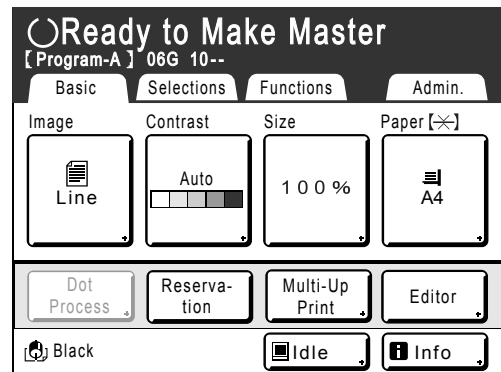 Ready to Make Master
【Program-A】 06G 10--
Basic Selections Functions Admin.
Image Contrast Size Paper【✳】
Line Auto 100% A4
Dot Process Reserva-tion Multi-Up Print Editor
Black Idle Info